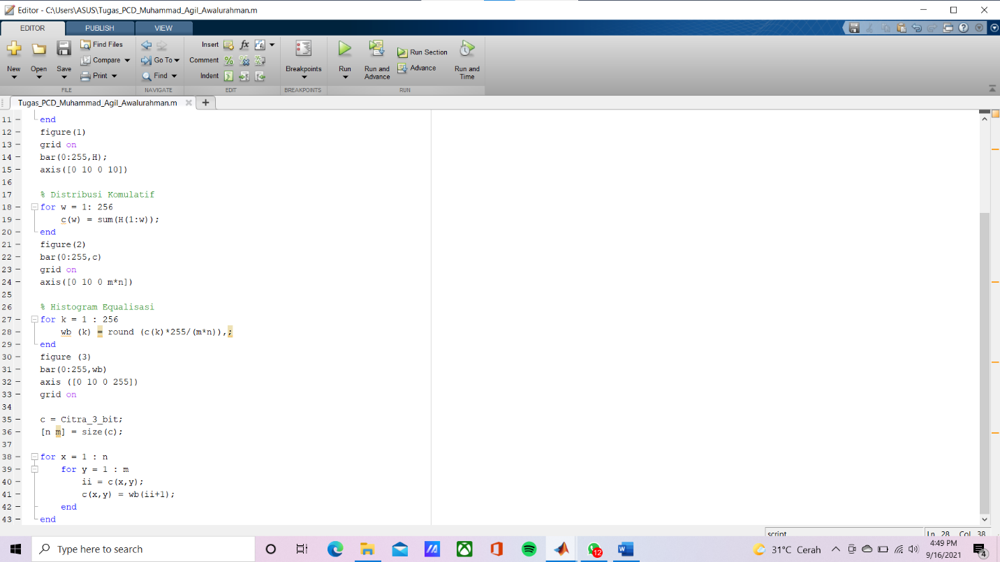 Editor - C:\Users\ASUS\Tugas_PCD_Muhammad_Agil_Awalurahman.m
EDITOR PUBLISH VIEW
Find Files Insert fx
Compare Go To Comment Run Section
New Open Save Print Find Indent Breakpoints Run Run and Advance Advance Run and Time
FILE NAVIGATE EDIT BREAKPOINTS RUN
Tugas_PCD_Muhammad_Agil_Awalurahman.m
11 end
12 figure(1)
13 grid on
14 bar(0:255,H);
15 axis([0 10 0 10])
16
17 % Distribusi Komulatif
18 for w = 1: 256
19 c(w) = sum(H(1:w));
20 end
21 figure(2)
22 bar(0:255,c)
23 grid on
24 axis([0 10 0 m*n])
25
26 % Histogram Equalisasi
27 for k = 1 : 256
28 wb (k) = round (c(k)*255/(m*n)),;
29 end
30 figure (3)
31 bar(0:255,wb)
32 axis ([0 10 0 255])
33 grid on
34
35 c = Citra_3_bit;
36 [n m] = size(c);
37
38 for x = 1 : n
39 for y = 1 : m
40 ii = c(x,y);
41 c(x,y) = wb(ii+1);
42 end
43 end
script Ln 28 Col 38
Type here to search
12
31°C Cerah
4:49 PM
9/16/2021
4